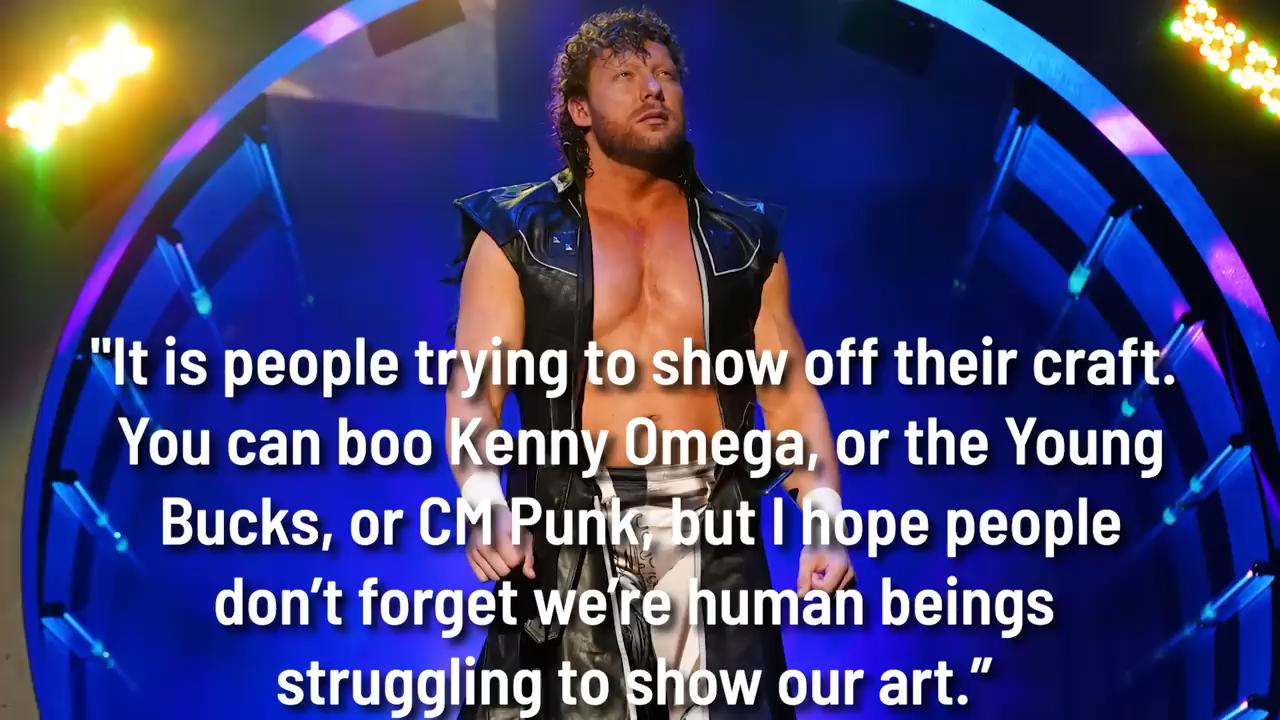 "It is people trying to show off their craft.
You can boo Kenny Omega, or the Young
Bucks, or CM Punk, but I hope people
don’t forget we’re human beings
struggling to show our art.”